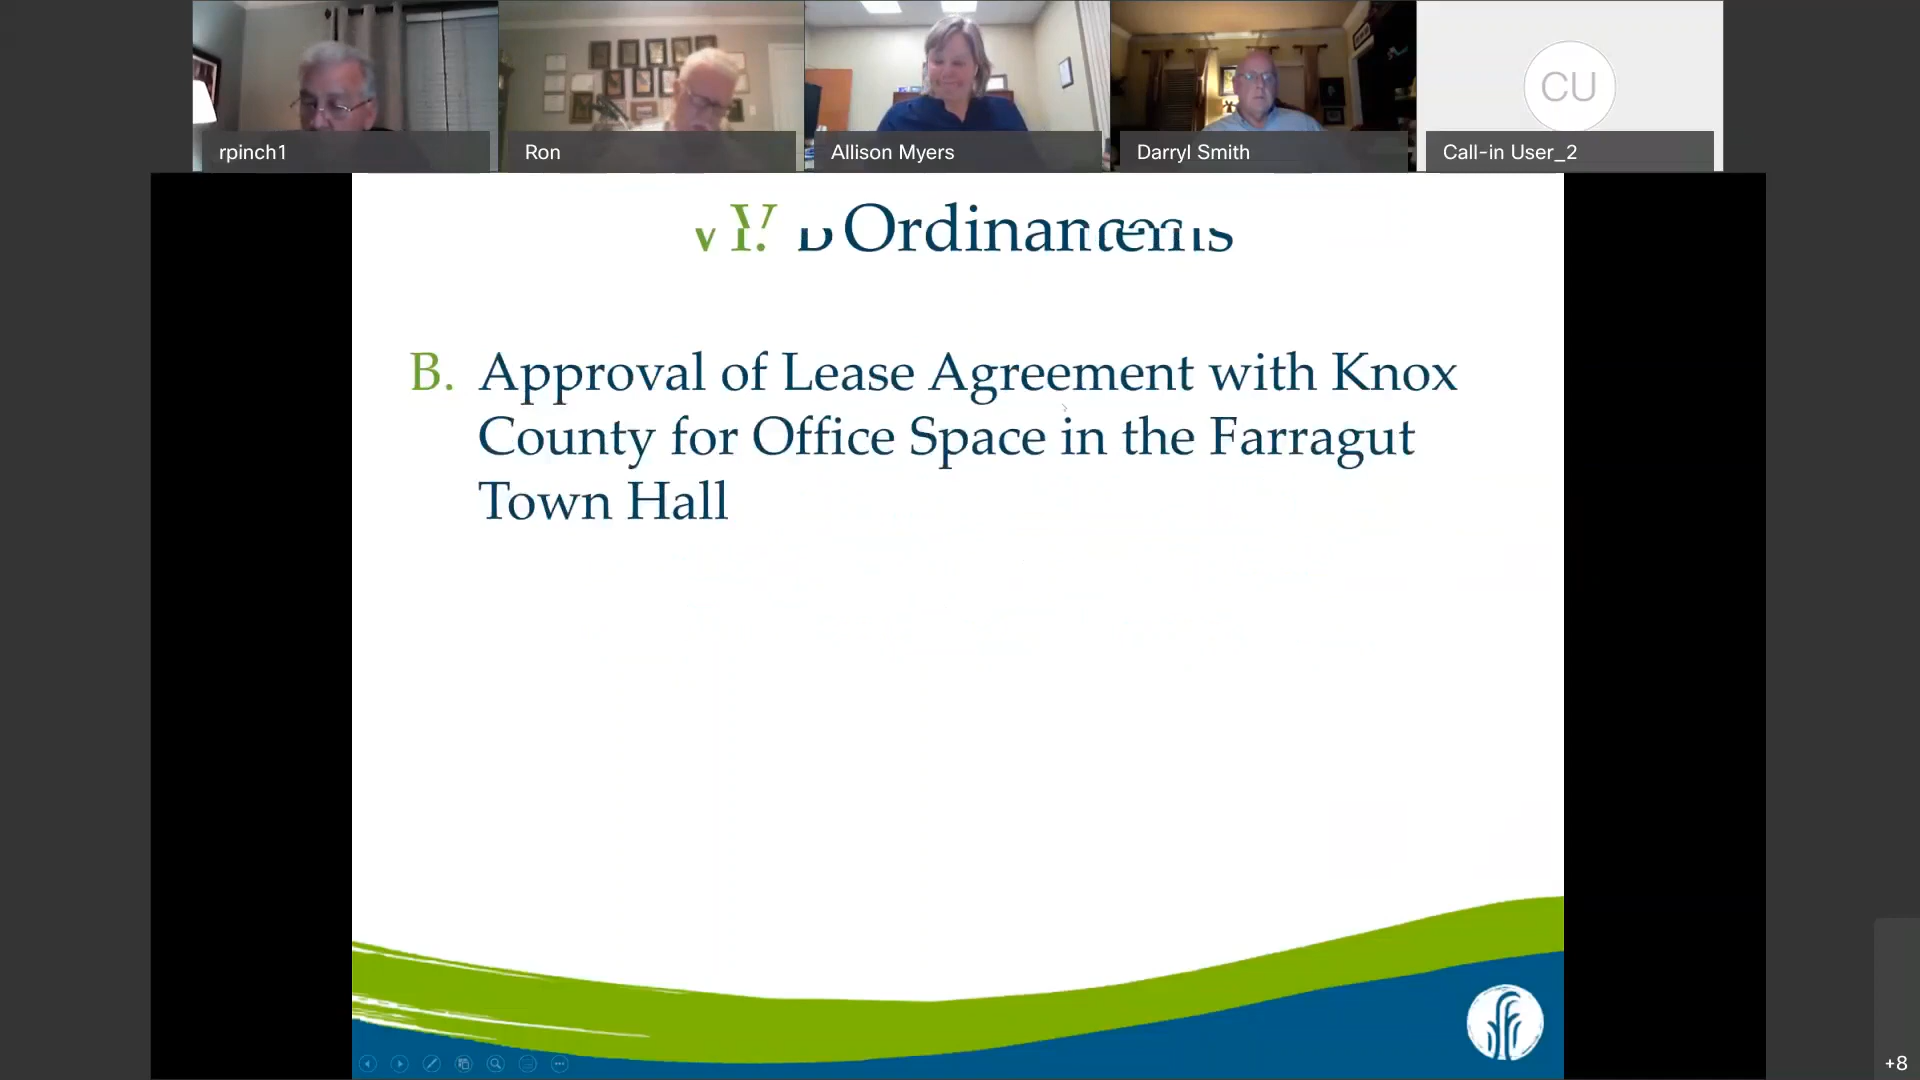 rpinch1
Ron
Allison Myers
Darryl Smith
CU
Call-in User_2
B. Approval of Lease Agreement with Knox
County for Office Space in the Farragut
Town Hall
+8